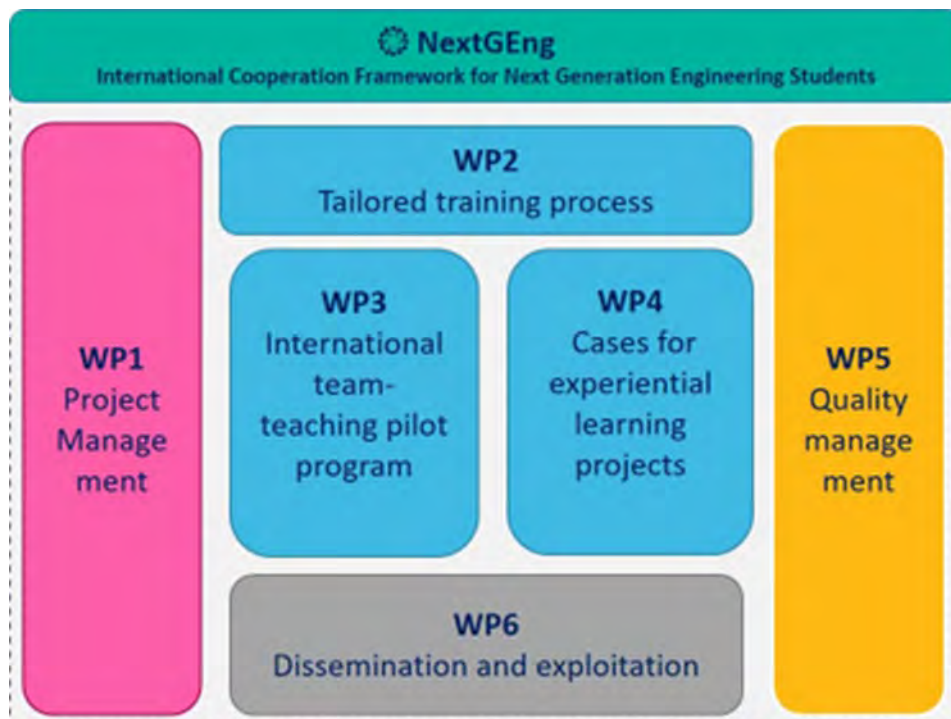 NextGEng
International Cooperation Framework for Next Generation Engineering Students
WP1
Project
Manage
ment
WP2
Tailored training process
WP3
International
team-
teaching pilot
program
WP4
Cases for
experiential
learning
projects
WP5
Quality
manage
ment
WP6
Dissemination and exploitation